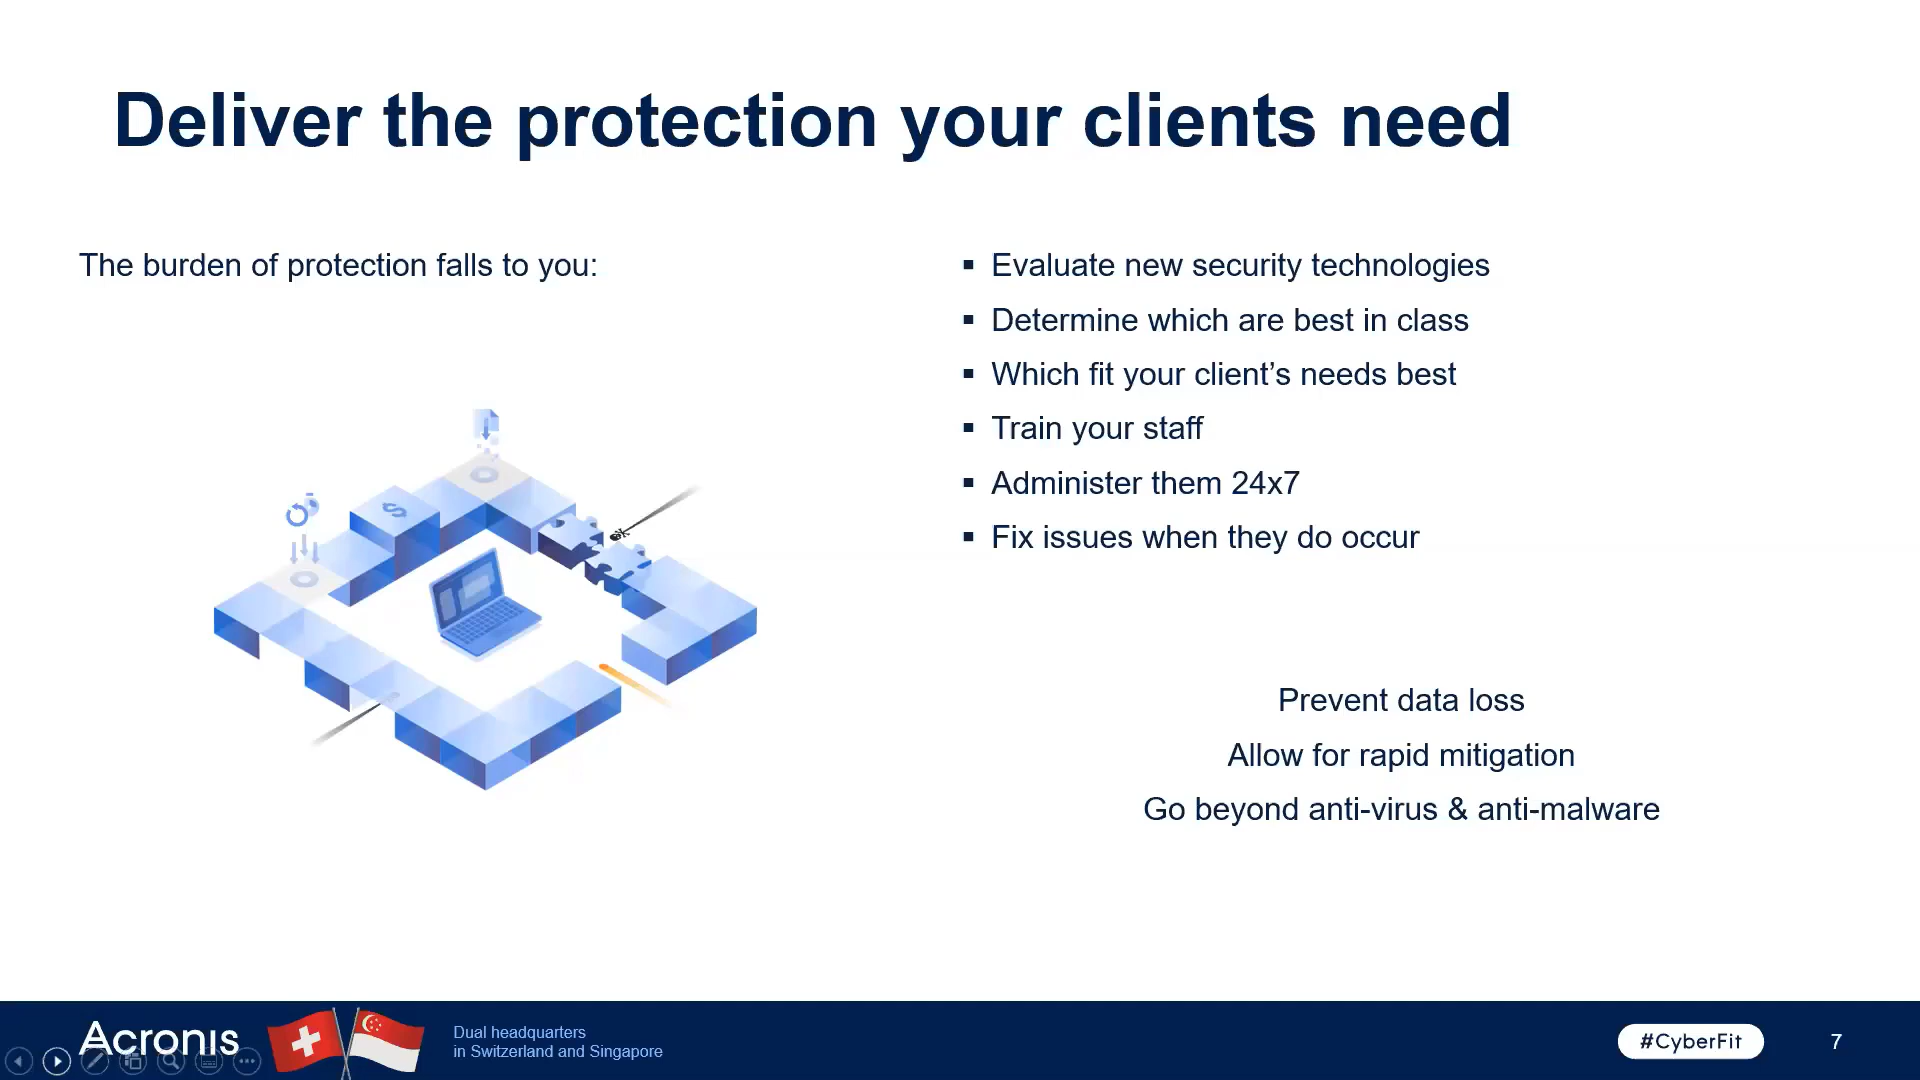 Deliver the protection your clients need
The burden of protection falls to you:
▪ Evaluate new security technologies
▪ Determine which are best in class
▪ Which fit your client’s needs best
▪ Train your staff
▪ Administer them 24x7
▪ Fix issues when they do occur
$
Prevent data loss
Allow for rapid mitigation
Go beyond anti-virus & anti-malware
Acronis
Dual headquarters
in Switzerland and Singapore
#CyberFit
7